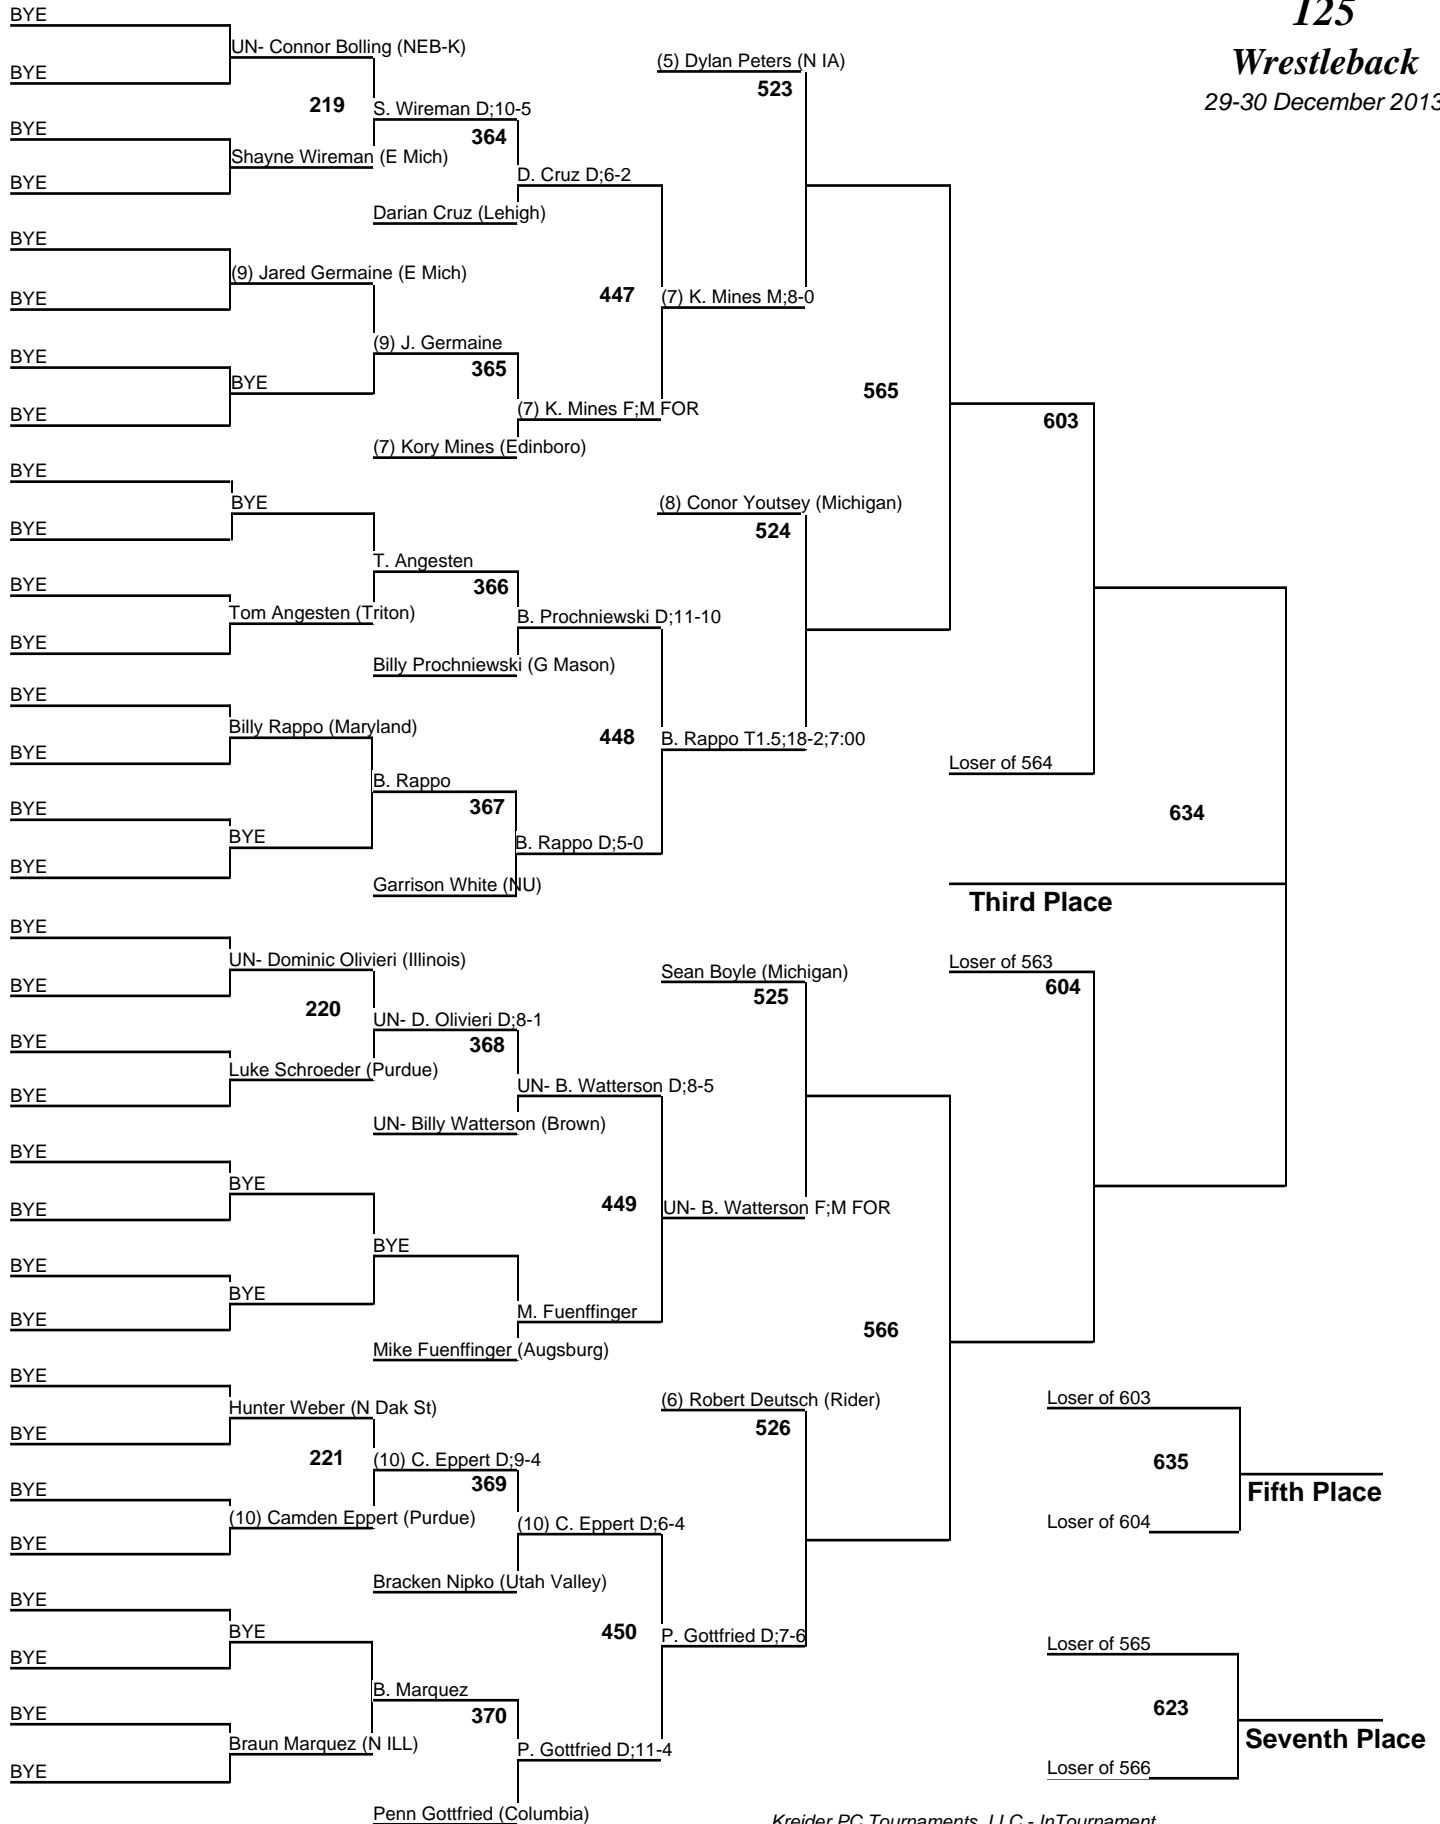 125
Wrestleback
29-30 December 2013
BYE
UN- Connor Bolling (NEB-K)
(5) Dylan Peters (N IA)
BYE
523
219
S. Wireman D;10-5
BYE
364
Shayne Wireman (E Mich)
D. Cruz D;6-2
BYE
Darian Cruz (Lehigh)
BYE
(9) Jared Germaine (E Mich)
BYE
447
(7) K. Mines M;8-0
(9) J. Germaine
BYE
365
BYE
565
BYE
(7) K. Mines F;M FOR
603
(7) Kory Mines (Edinboro)
BYE
BYE
(8) Conor Youtsey (Michigan)
BYE
524
T. Angesten
BYE
366
Tom Angesten (Triton)
B. Prochniewski D;11-10
BYE
Billy Prochniewski (G Mason)
BYE
Billy Rappo (Maryland)
448
B. Rappo T1.5;18-2;7:00
BYE
Loser of 564
B. Rappo
BYE
367
634
BYE
B. Rappo D;5-0
BYE
Garrison White (NU)
Third Place
BYE
UN- Dominic Olivieri (Illinois)
Loser of 563
BYE
Sean Boyle (Michigan)
604
525
220
UN- D. Olivieri D;8-1
BYE
368
Luke Schroeder (Purdue)
UN- B. Watterson D;8-5
BYE
UN- Billy Watterson (Brown)
BYE
BYE
449
UN- B. Watterson F;M FOR
BYE
BYE
BYE
BYE
M. Fuenffinger
BYE
566
Mike Fuenffinger (Augsburg)
BYE
Hunter Weber (N Dak St)
(6) Robert Deutsch (Rider)
Loser of 603
BYE
526
221
(10) C. Eppert D;9-4
635
BYE
369
Fifth Place
(10) Camden Eppert (Purdue)
(10) C. Eppert D;6-4
Loser of 604
BYE
Bracken Nipko (Utah Valley)
BYE
BYE
450
P. Gottfried D;7-6
Loser of 565
BYE
B. Marquez
BYE
370
623
Braun Marquez (N ILL)
P. Gottfried D;11-4
Seventh Place
BYE
Loser of 566
Penn Gottfried (Columbia)
Kreider PC Tournaments, LLC - InTournament